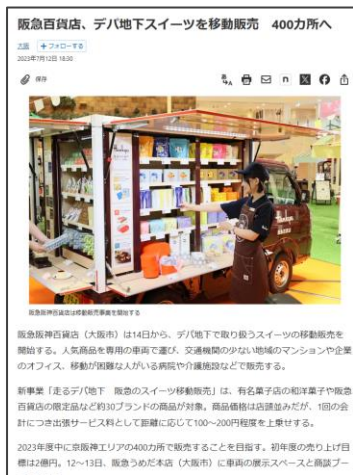 阪急百貨店、デパ地下スイーツを移動販売 400カ所へ
大阪 +フォローする
2023年7月12日 18:30
保存
阪急阪神百貨店は移動販売事業を開始する
阪急阪神百貨店（大阪市）は14日から、デパ地下で取り扱うスイーツの移動販売を
開始する。人気商品を専用の車両で運び、交通機関の少ない地域のマンションや企業
のオフィス、移動が困難な人がいる病院や介護施設などで販売する。
新事業「走るデパ地下 阪急のスイーツ移動販売」は、有名菓子店の和洋菓子や阪急
百貨店の限定品など約30ブランドの商品が対象。商品価格は店頭並みだが、1回の会
計につき出張サービス料として距離に応じて100〜200円程度を上乗せする。
2023年度中に京阪神エリアの400カ所で販売することを目指す。初年度の売り上げ目
標は2億円。12〜13日、阪急うめだ本店（大阪市）に車両の展示スペースと商談ブー